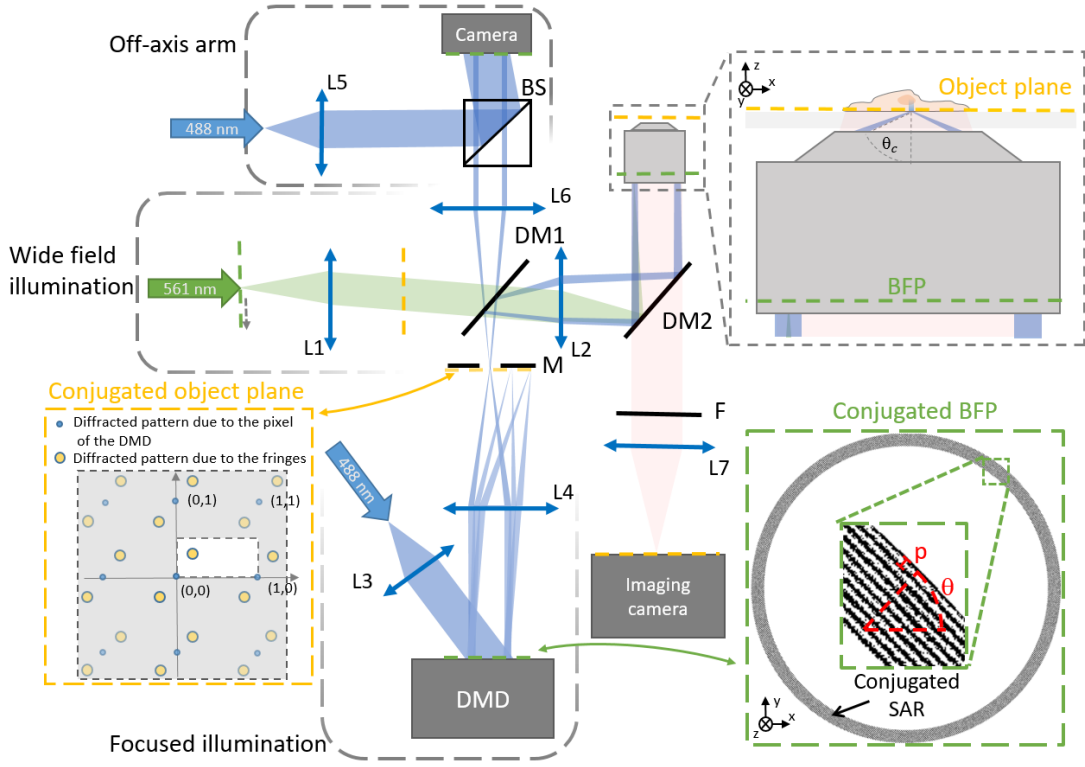 Off-axis arm
Camera
L5
BS
488 nm
L6
z
x
y
Object plane
θc
BFP
Wide field
illumination
561 nm
L1
DM1
L2
DM2
M
F
L7
Conjugated object plane
Diffracted pattern due to the pixel
of the DMD
Diffracted pattern due to the fringes
(0,1)
(1,1)
(0,0)
(1,0)
488 nm
L4
L3
DMD
Focused illumination
Imaging
camera
Conjugated BFP
p
θ
Conjugated
SAR
y
x
z